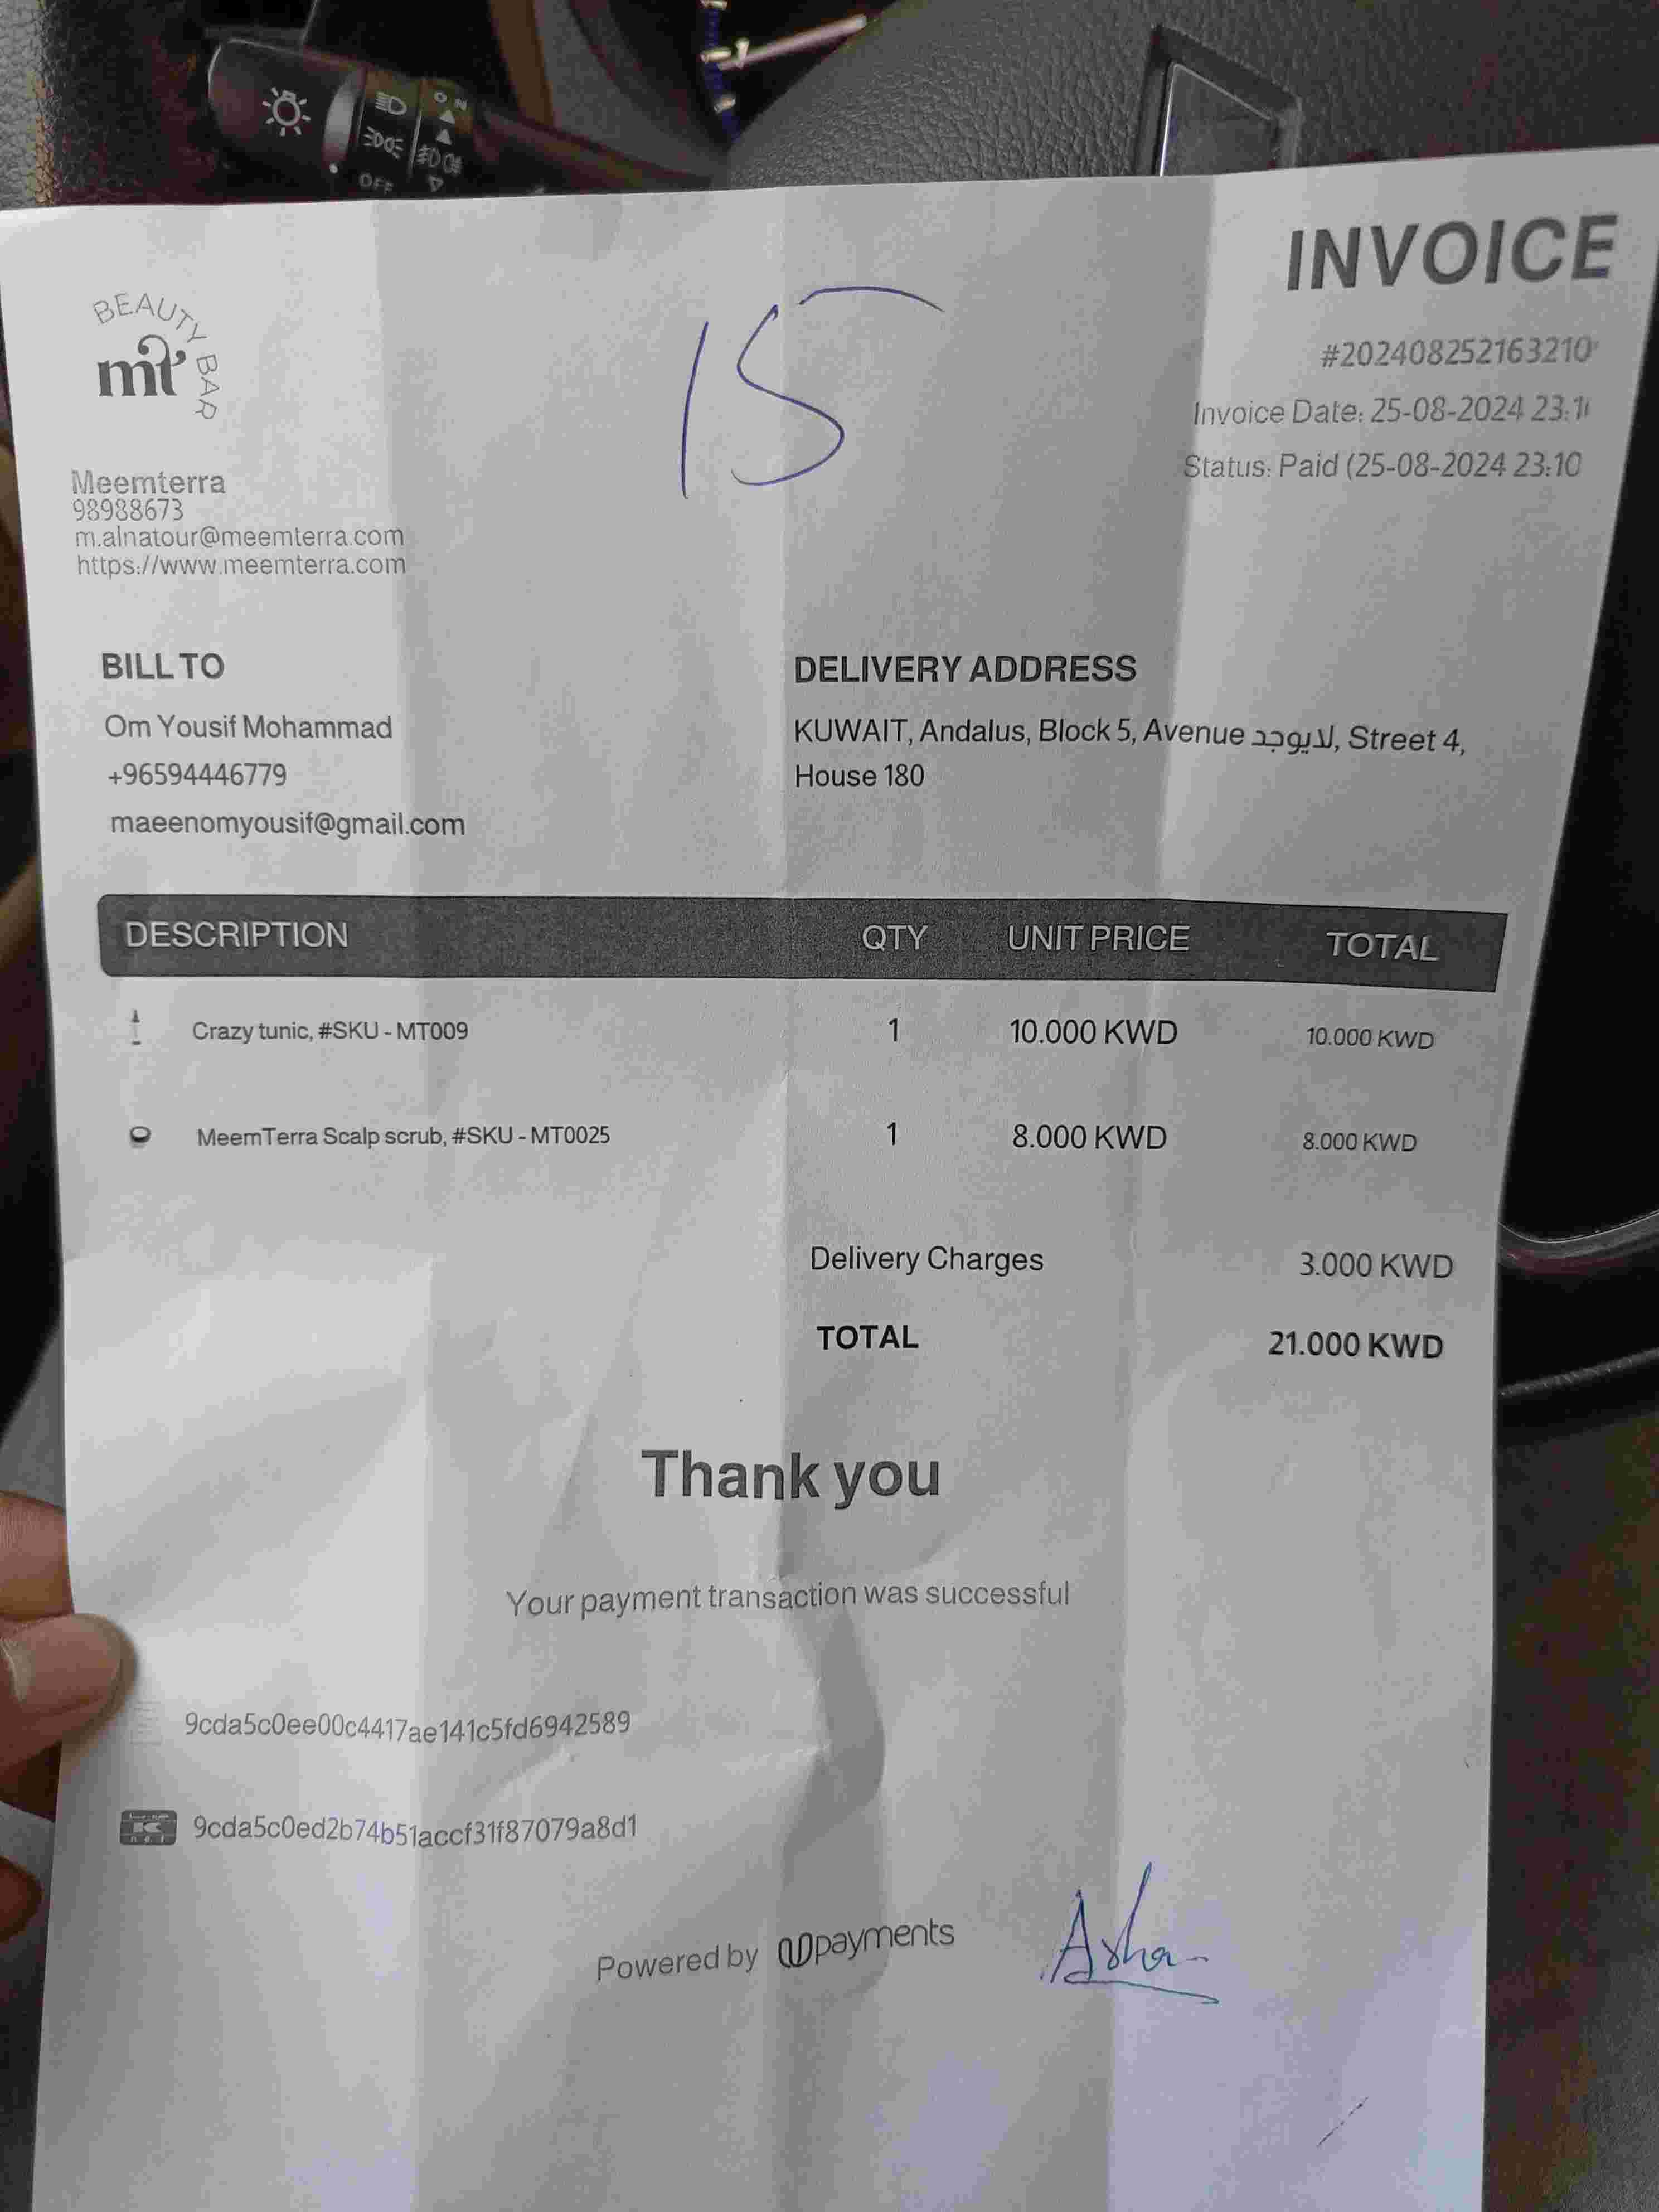 ON
OFF
INVOICE
BEAUTY BAR
mt
15
#202408252163210
Invoice Date: 25-08-2024 23:1
Status: Paid (25-08-2024 23:10
Meemterra
98988673
m.alnatour@meemterra.com
https://www.meemterra.com
BILL TO
DELIVERY ADDRESS
Om Yousif Mohammad
+96594446779
maeenomyousif@gmail.com
KUWAIT, Andalus, Block 5, Avenue لايوجد, Street 4,
House 180
DESCRIPTION QTY UNIT PRICE TOTAL
Crazy tunic, #SKU - MT009 1 10.000 KWD 10.000 KWD
MeemTerra Scalp scrub, #SKU - MT0025 1 8.000 KWD 8.000 KWD
Delivery Charges 3.000 KWD
TOTAL 21.000 KWD
Thank you
Your payment transaction was successful
9cda5c0ee00c4417ae141c5fd6942589
K net 9cda5c0ed2b74b51accf31f87079a8d1
Powered by Upayments
Asha